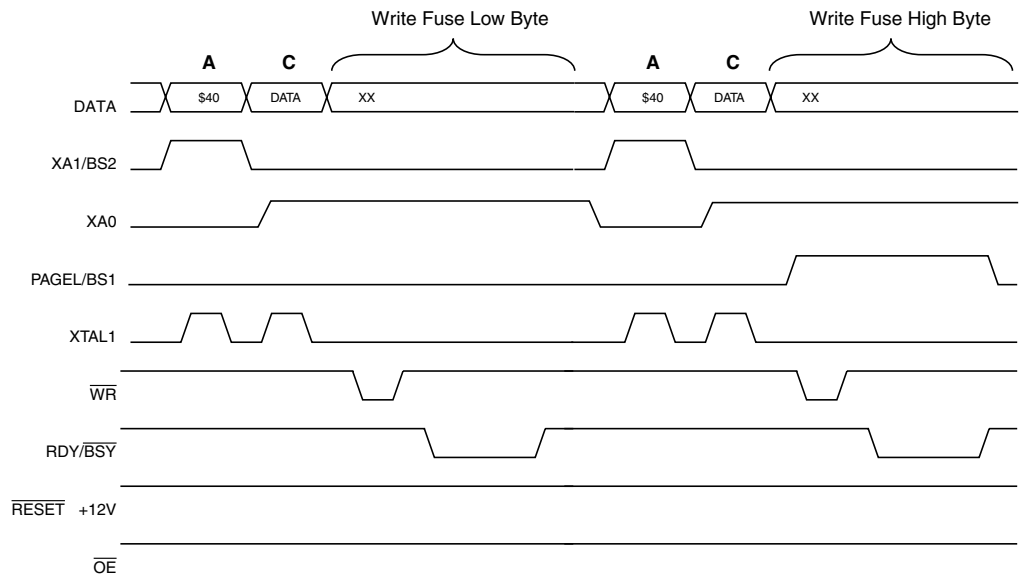 Write Fuse Low Byte Write Fuse High Byte
A C A C
DATA $40 DATA XX $40 DATA XX
XA1/BS2
XA0
PAGEL/BS1
XTAL1
WR
RDY/BSY
RESET +12V
OE